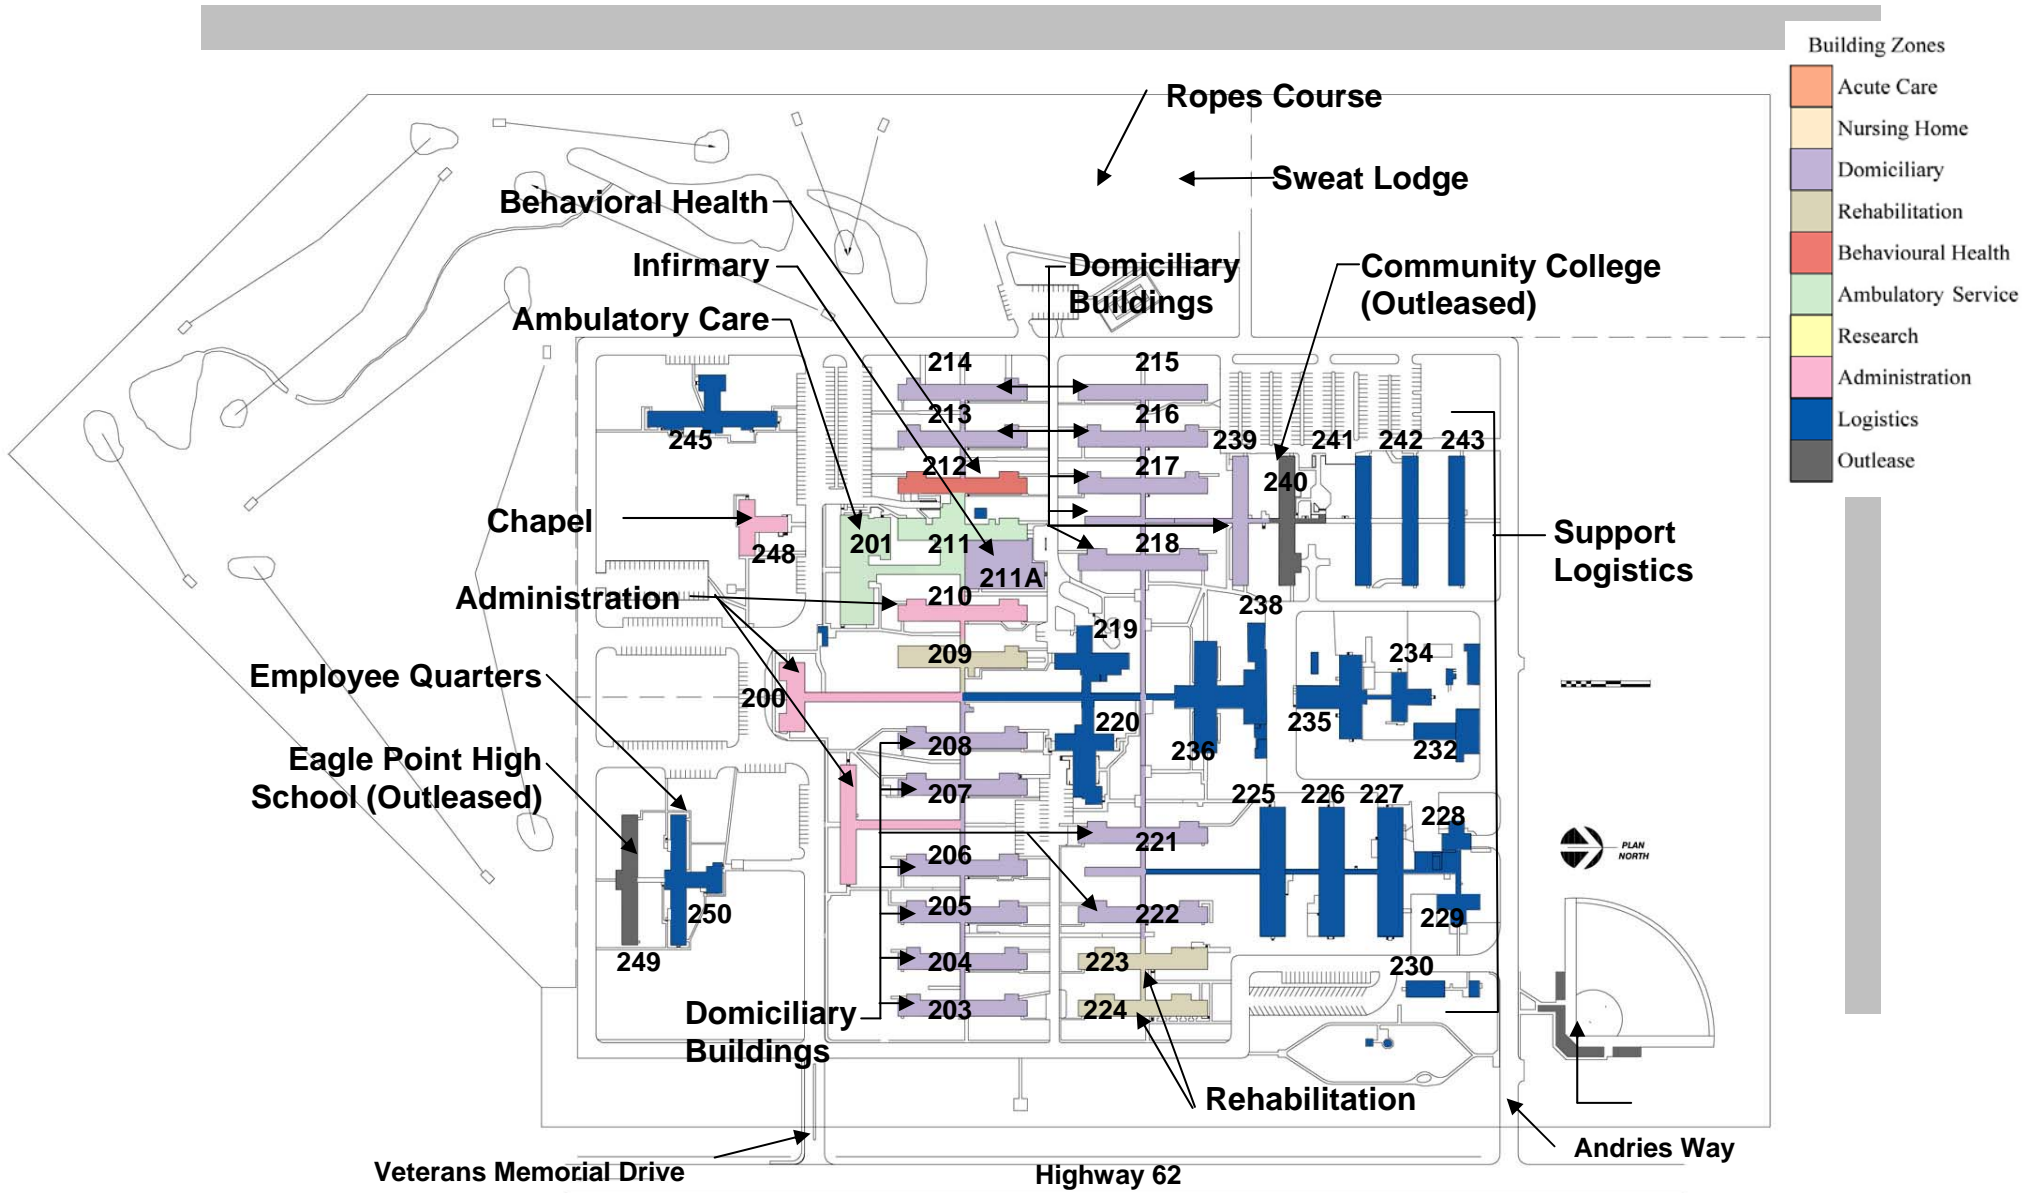 Building Zones
Acute Care
Nursing Home
Domiciliary
Rehabilitation
Behavioural Health
Ambulatory Service
Research
Administration
Logistics
Outlease
Ropes Course
Sweat Lodge
Behavioral Health
Infirmary
Ambulatory Care
Domiciliary
Buildings
Community College
(Outleased)
214
215
213
216
245
239
241
242
243
212
217
240
Chapel
248
201
211
218
211A
Support
Logistics
Administration
210
238
219
209
234
Employee Quarters
200
220
235
236
232
208
Eagle Point High
School (Outleased)
207
225
226
227
228
206
221
205
222
250
229
249
204
223
230
203
224
Domiciliary
Buildings
PLAN
NORTH
Rehabilitation
Andries Way
Veterans Memorial Drive
Highway 62